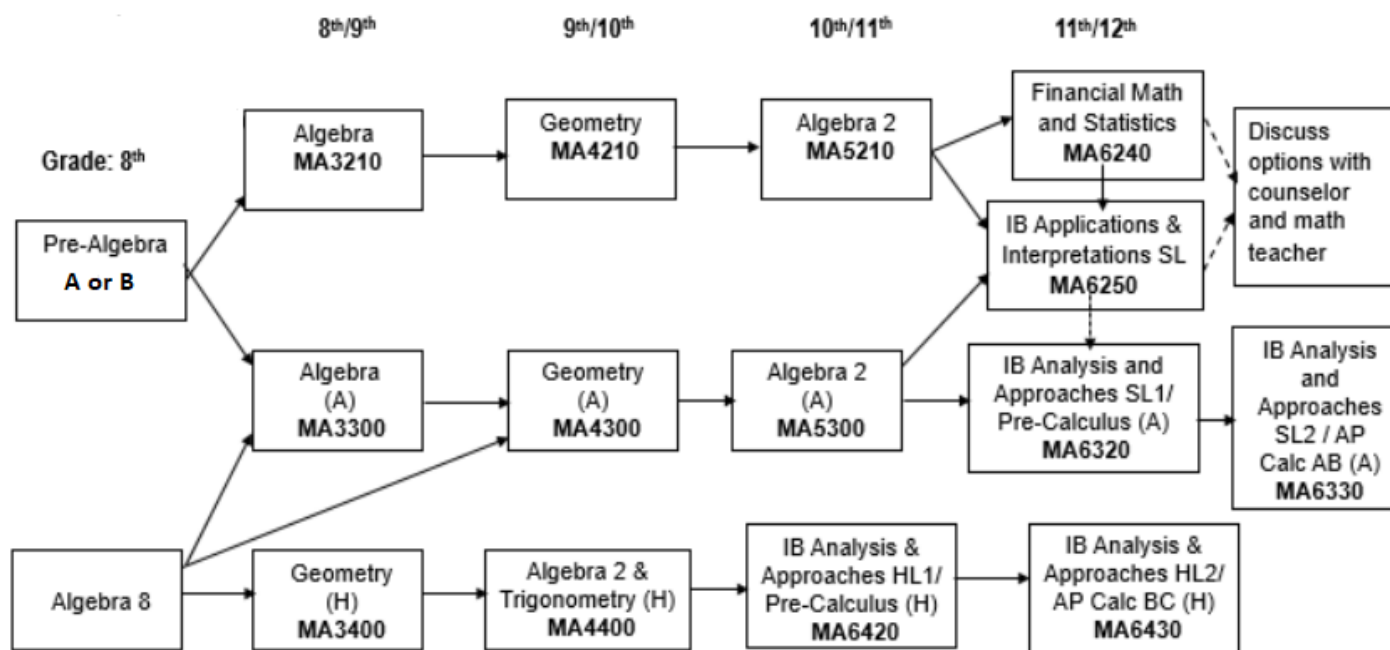 8th/9th
9th/10th
10th/11th
11th/12th
Grade: 8th
Pre-Algebra
A or B
Algebra
MA3210
Geometry
MA4210
Algebra 2
MA5210
Financial Math
and Statistics
MA6240
Discuss
options with
counselor
and math
teacher
IB Applications &
Interpretations SL
MA6250
Algebra
(A)
MA3300
Geometry
(A)
MA4300
Algebra 2
(A)
MA5300
IB Analysis and
Approaches SL1/
Pre-Calculus (A)
MA6320
IB Analysis
and
Approaches
SL2 / AP
Calc AB (A)
MA6330
Algebra 8
Geometry
(H)
MA3400
Algebra 2 &
Trigonometry (H)
MA4400
IB Analysis &
Approaches HL1/
Pre-Calculus (H)
MA6420
IB Analysis &
Approaches HL2/
AP Calc BC (H)
MA6430